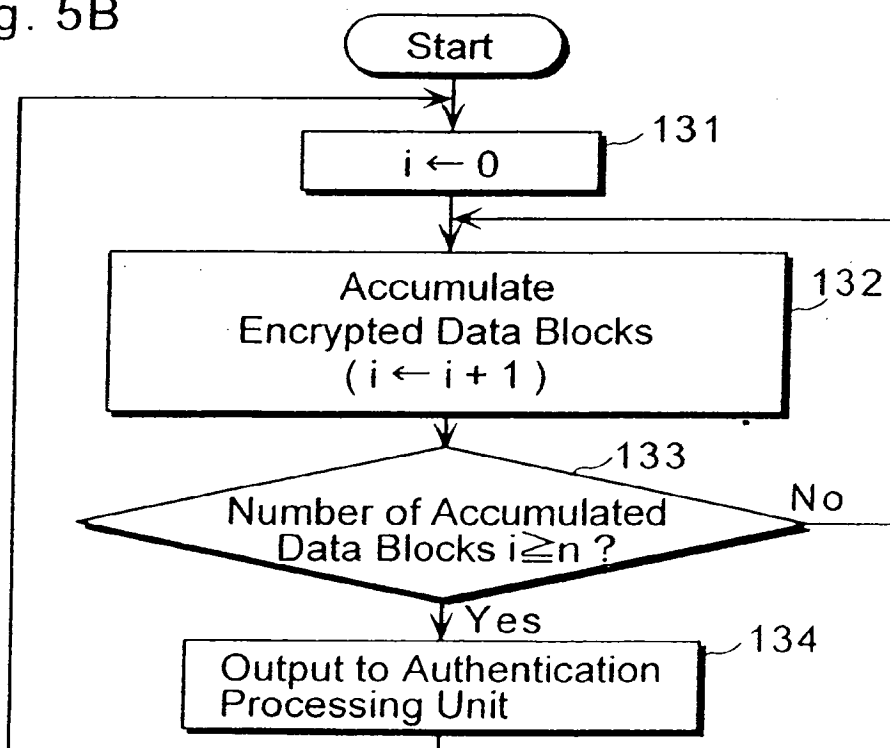 g. 5B
Start
131
i ← 0
132
Accumulate
Encrypted Data Blocks
( i ← i + 1 )
133
Number of Accumulated
Data Blocks i≧n ?
No
Yes
134
Output to Authentication
Processing Unit